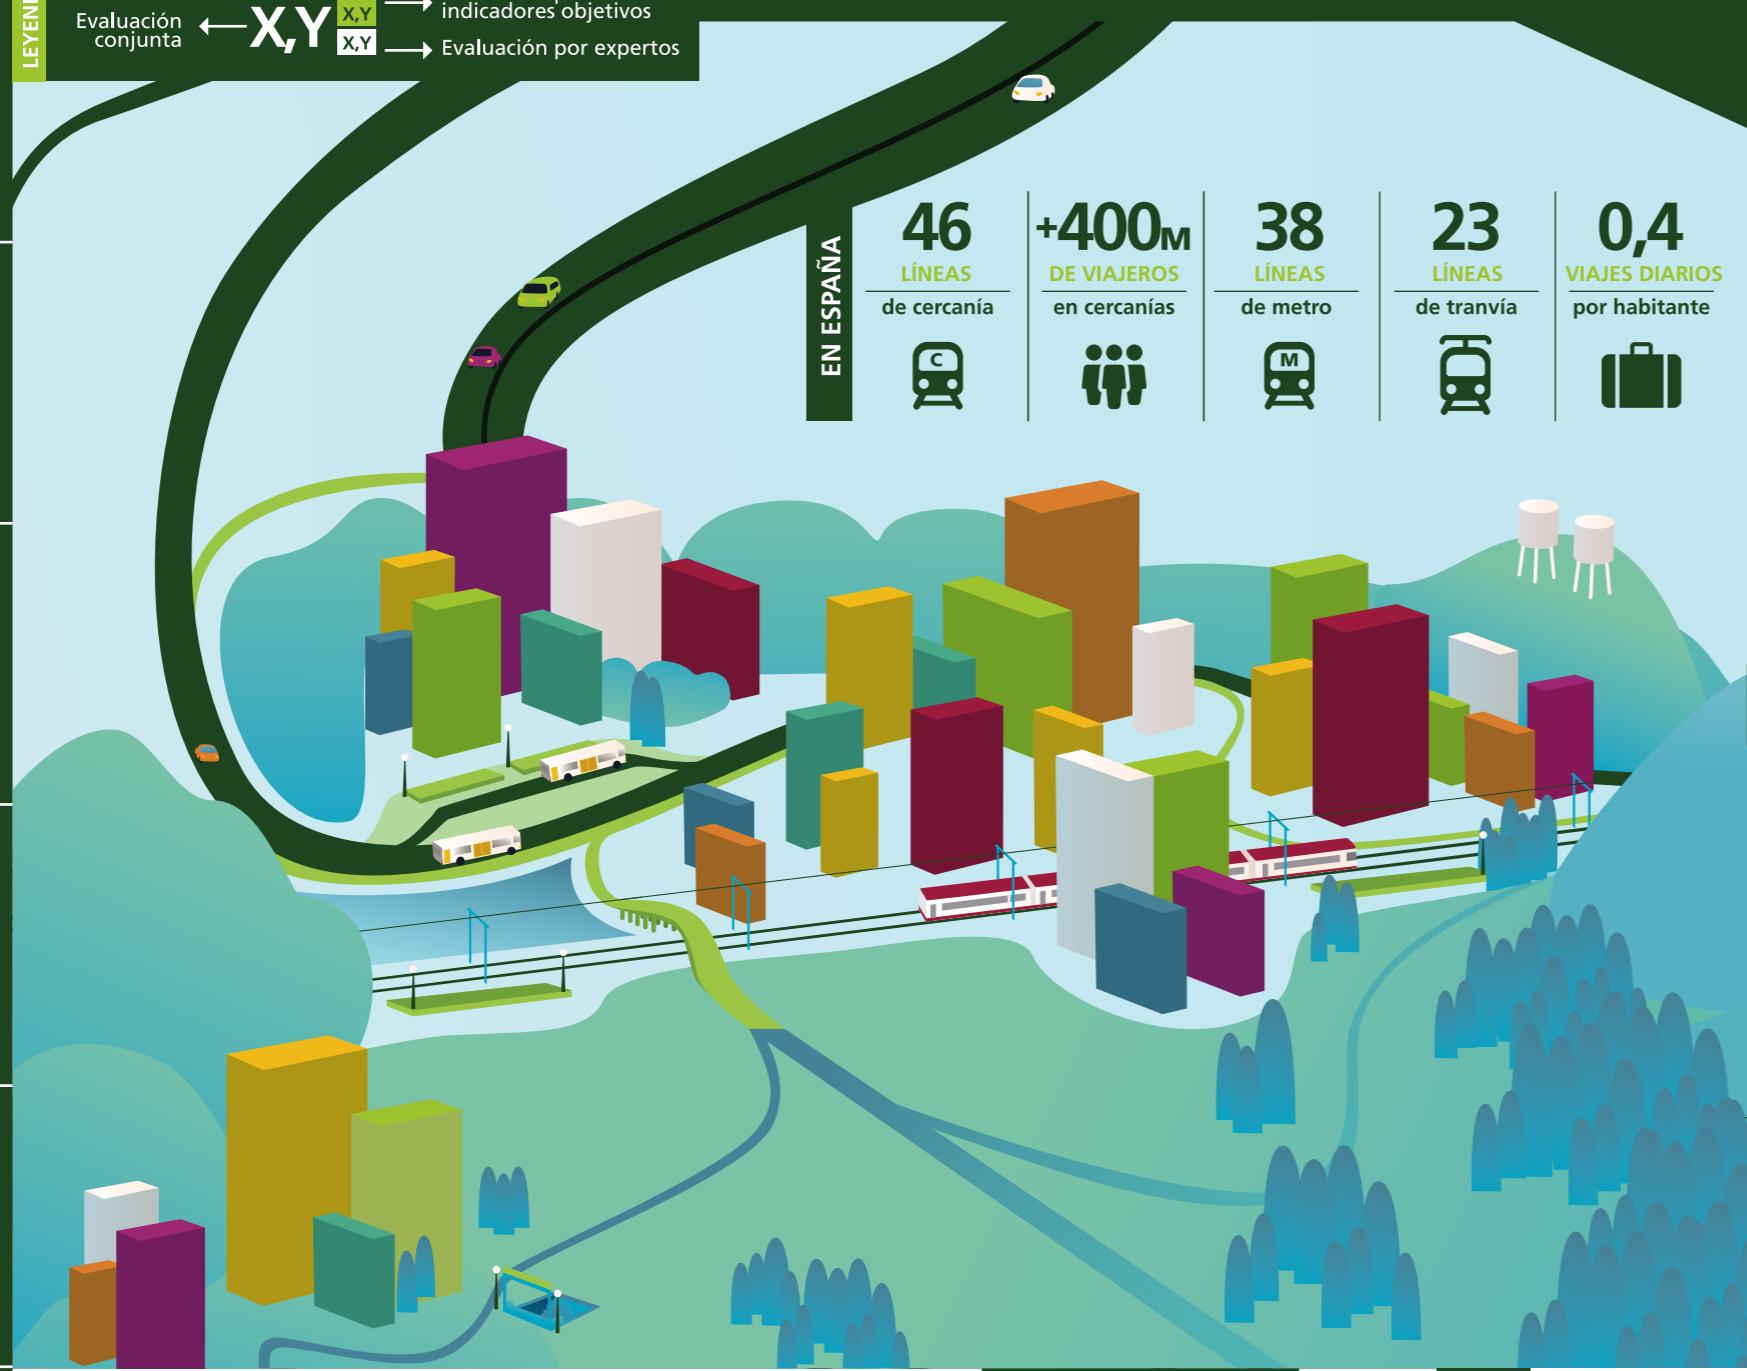 indicadores objetivos
Evaluación
conjunta
X,Y
X,Y
X,Y
Evaluación por expertos
EN ESPAÑA
46
LÍNEAS
de cercanía
C
+400M
DE VIAJEROS
en cercanías
38
LÍNEAS
de metro
M
23
LÍNEAS
de tranvía
0,4
VIAJES DIARIOS
por habitante